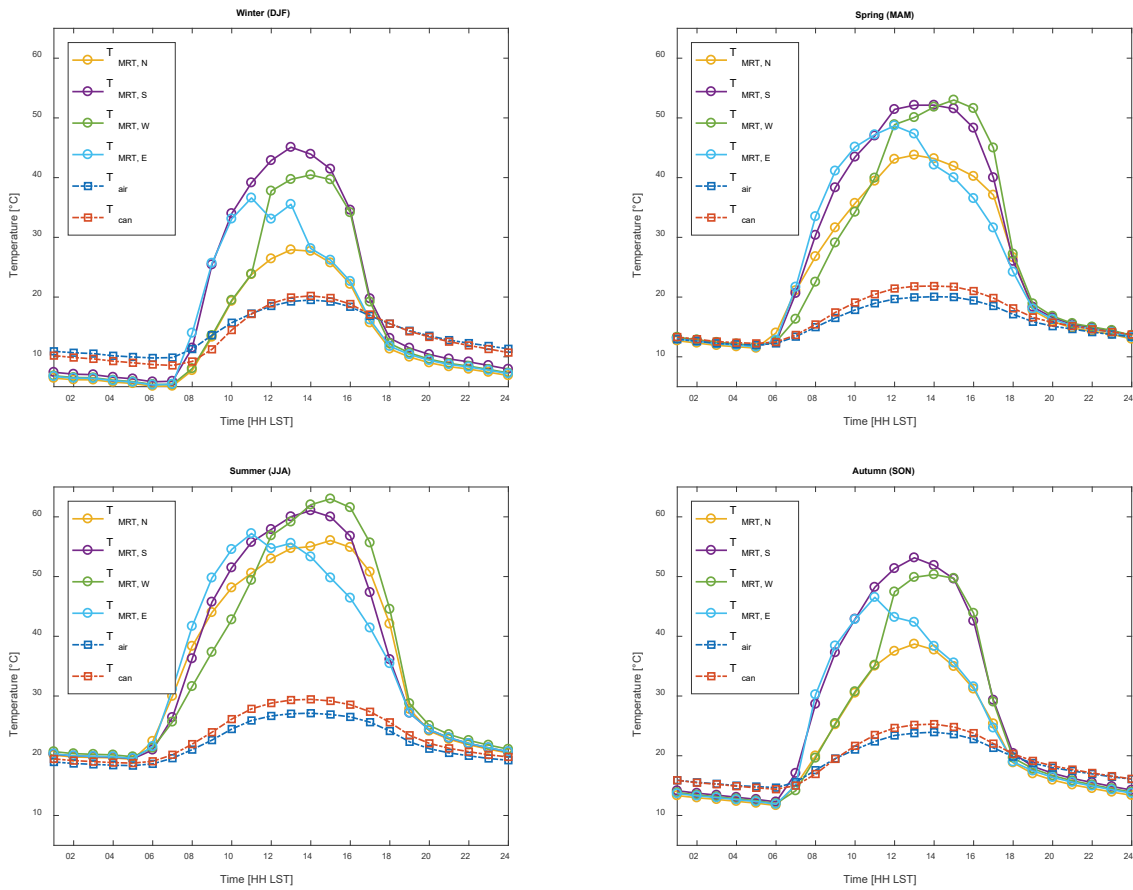 Winter (DJF)
60
50
40
30
20
10
Temperature [°C]
T MRT, N
T MRT, S
T MRT, W
T MRT, E
T air
T can
02 04 06 08 10 12 14 16 18 20 22 24
Time [HH LST]
Spring (MAM)
60
50
40
30
20
10
Temperature [°C]
T MRT, N
T MRT, S
T MRT, W
T MRT, E
T air
T can
02 04 06 08 10 12 14 16 18 20 22 24
Time [HH LST]
Summer (JJA)
60
50
40
30
20
10
Temperature [°C]
T MRT, N
T MRT, S
T MRT, W
T MRT, E
T air
T can
02 04 06 08 10 12 14 16 18 20 22 24
Time [HH LST]
Autumn (SON)
60
50
40
30
20
10
Temperature [°C]
T MRT, N
T MRT, S
T MRT, W
T MRT, E
T air
T can
02 04 06 08 10 12 14 16 18 20 22 24
Time [HH LST]